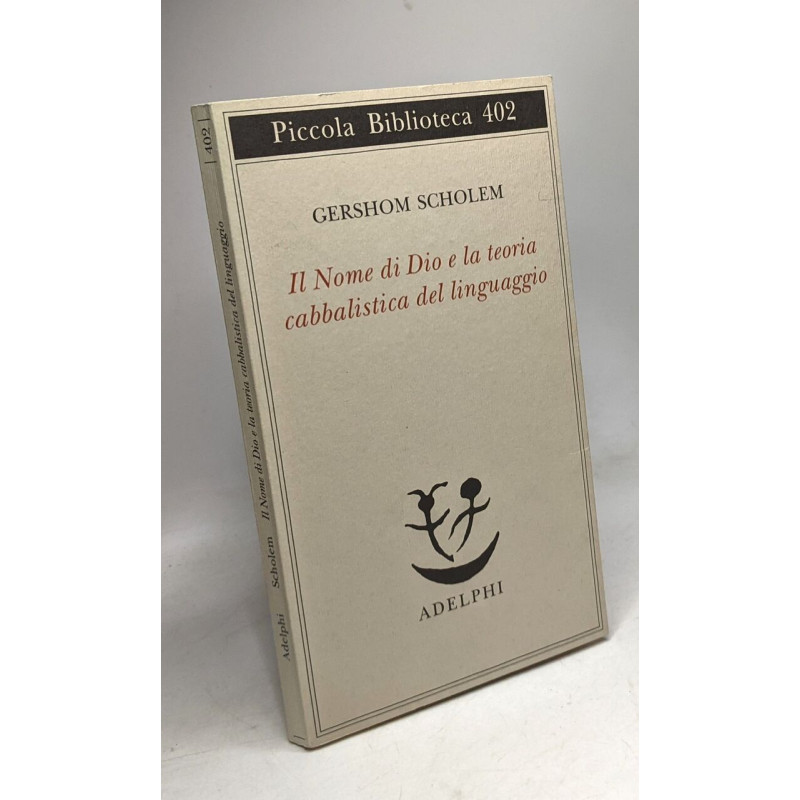 Piccola Biblioteca 402
GERSHOM SCHOLEM
Il Nome di Dio e la teoria
cabbalistica del linguaggio
ADELPHI
402
Adelphi Scholem Il Nome di Dio e la teoria cabbalistica del linguaggio